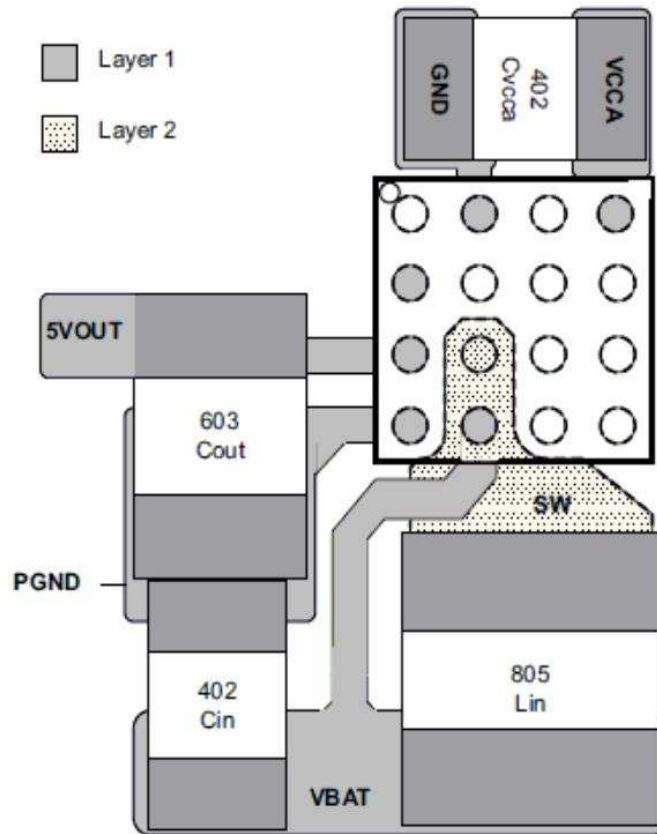 Layer 1
Layer 2
GND
402
Cvcca
VCCA
5VOUT
603
Cout
SW
PGND
402
Cin
805
Lin
VBAT